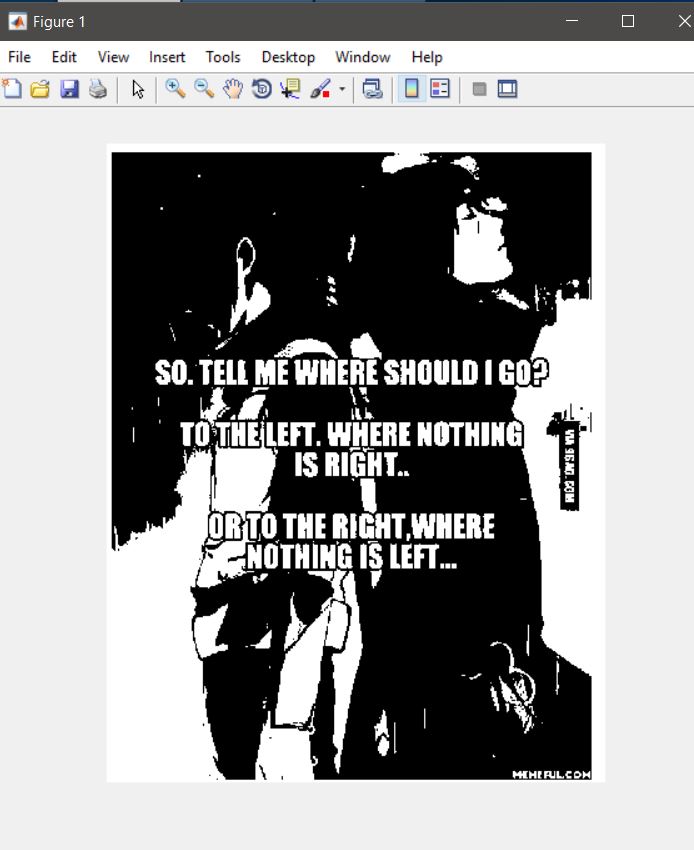 Figure 1
File Edit View Insert Tools Desktop Window Help
SO. TELL ME WHERE SHOULD I GO?
TO THE LEFT. WHERE NOTHING
IS RIGHT..
VIA 9GAG.COM
OR TO THE RIGHT,WHERE
NOTHING IS LEFT...
MEMEFUL.COM